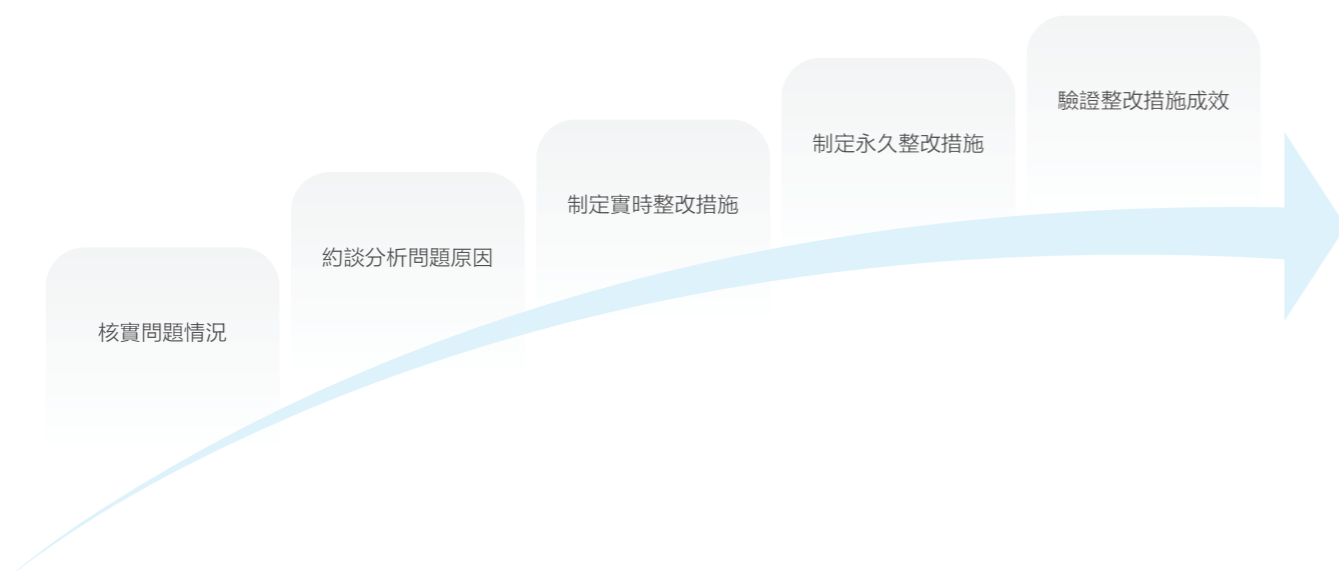 核實問題情況
約談分析問題原因
制定實時整改措施
制定永久整改措施
驗證整改措施成效